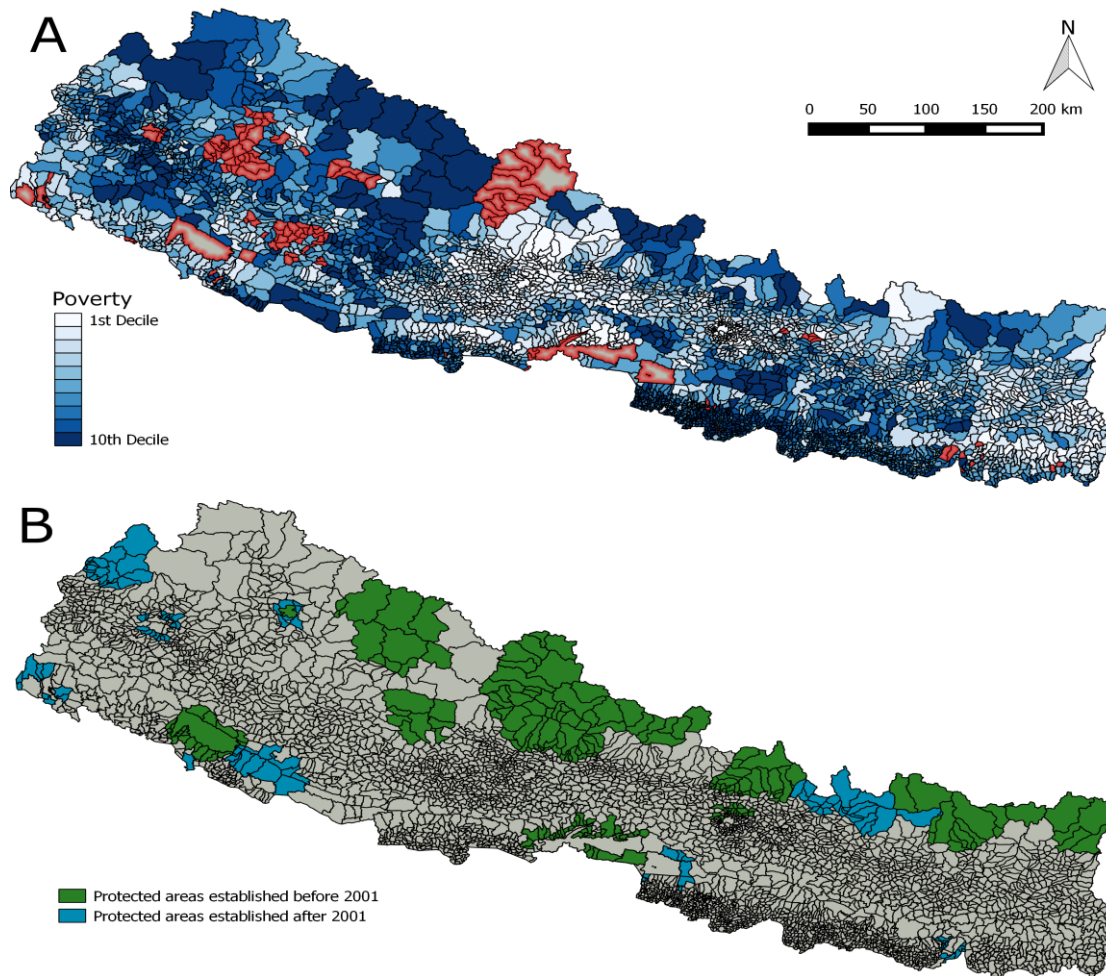 A
N
0 50 100 150 200 km
Poverty
1st Decile
10th Decile
B
Protected areas established before 2001
Protected areas established after 2001